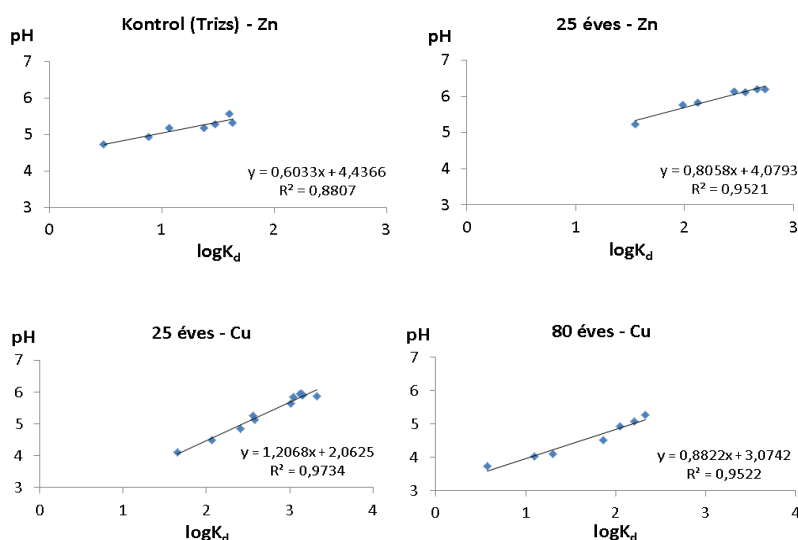 Kontrol (Trizs) - Zn
pH
7
6
5
4
3
0
1
2
3
y = 0,6033x + 4,4366
R² = 0,8807
logKd
25 éves - Zn
pH
7
6
5
4
3
0
1
2
3
y = 0,8058x + 4,0793
R² = 0,9521
logKd
25 éves - Cu
pH
7
6
5
4
3
0
1
2
3
4
y = 1,2068x + 2,0625
R² = 0,9734
logKd
80 éves - Cu
pH
7
6
5
4
3
0
1
2
3
4
y = 0,8822x + 3,0742
R² = 0,9522
logKd